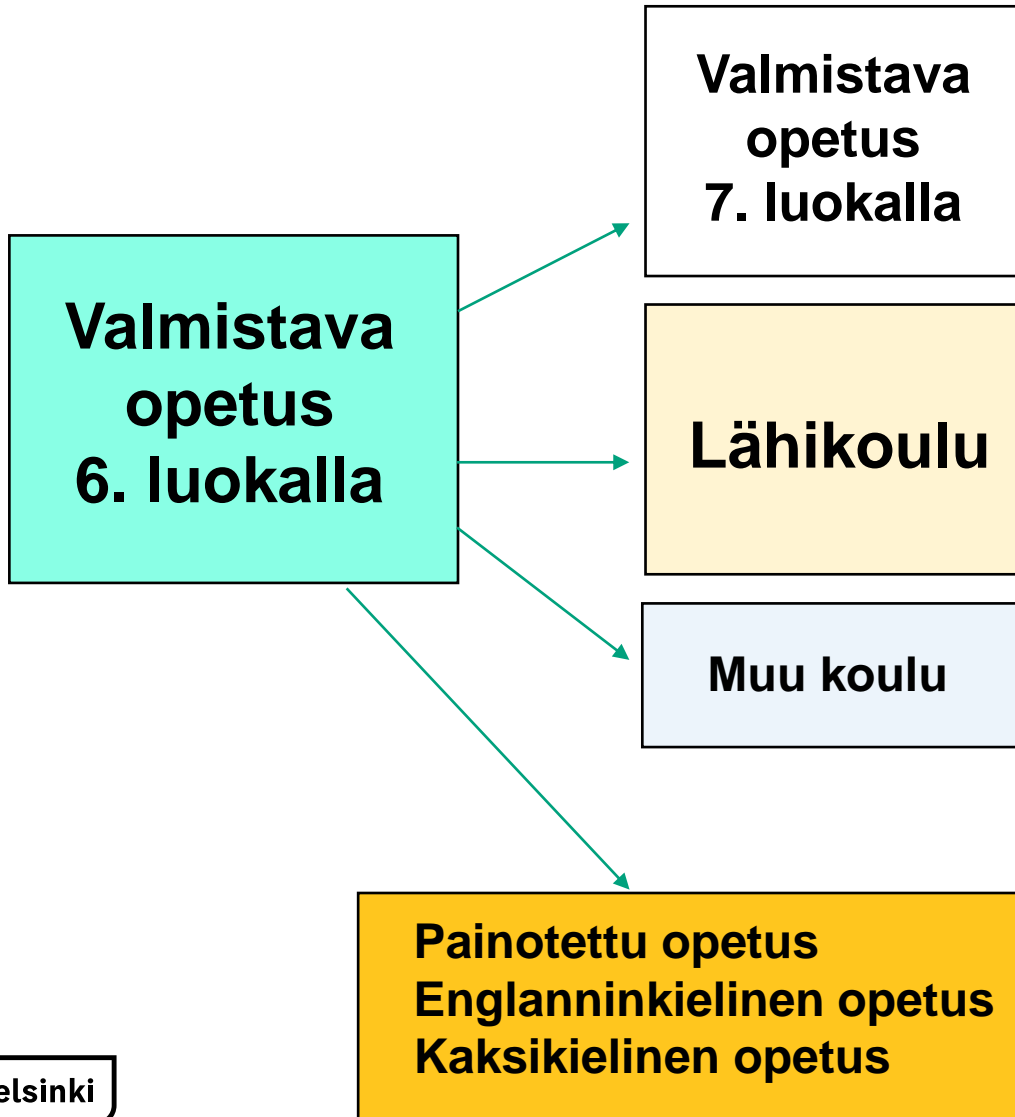 Valmistava
opetus
7. luokalla
Valmistava
opetus
6. luokalla
Lähikoulu
Muu koulu
Painotettu opetus
Englanninkielinen opetus
Kaksikielinen opetus
elsinki